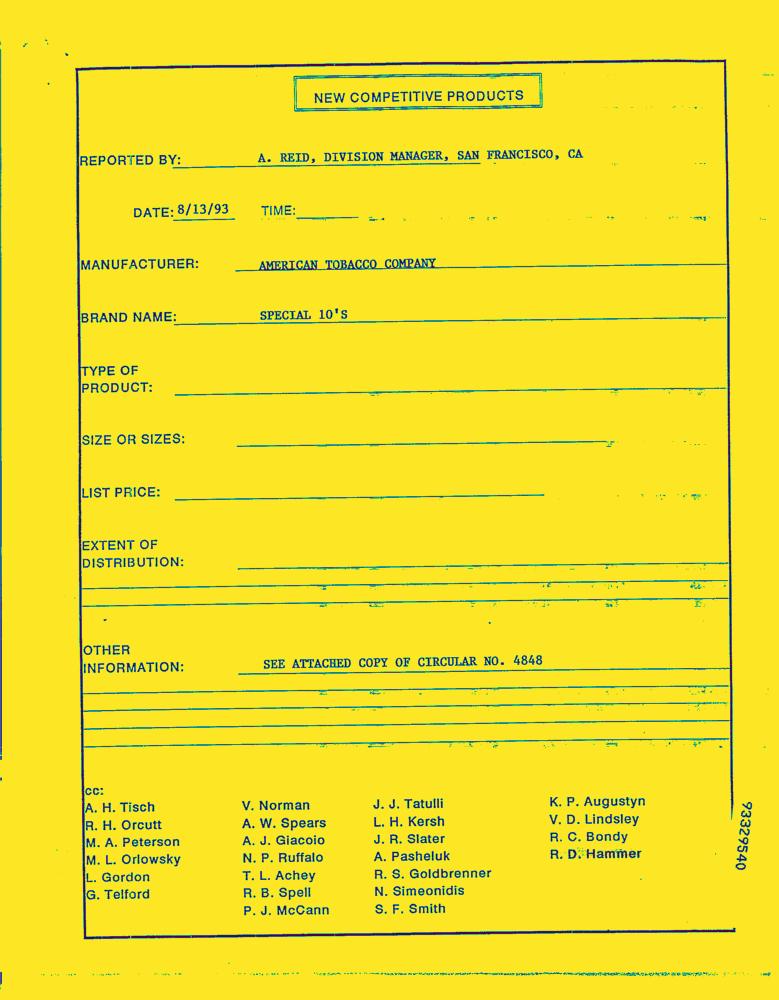 NEW COMPETITIVE PRODUCTS
REPORTED BY: A. REID, DIVISION MANAGER, SAN FRANCISCO, CA
DATE: 8/13/93 TIME:
MANUFACTURER: AMERICAN TOBACCO COMPANY
BRAND NAME: SPECIAL 10'S
TYPE OF
PRODUCT:
SIZE OR SIZES:
LIST PRICE:
EXTENT OF
DISTRIBUTION:
OTHER
INFORMATION: SEE ATTACHED COPY OF CIRCULAR NO. 4848
cc:
A. H. Tisch V. Norman J. J. Tatulli K. P. Augustyn
R. H. Orcutt A. W. Spears L. H. Kersh V. D. Lindsley
M. A. Peterson A. J. Giacoio J. R. Slater R. C. Bondy
M. L. Orlowsky N. P. Ruffalo A. Pasheluk R. D. Hammer
L. Gordon T. L. Achey R. S. Goldbrenner
G. Telford R. B. Spell N. Simeonidis
P. J. McCann S. F. Smith
93329540